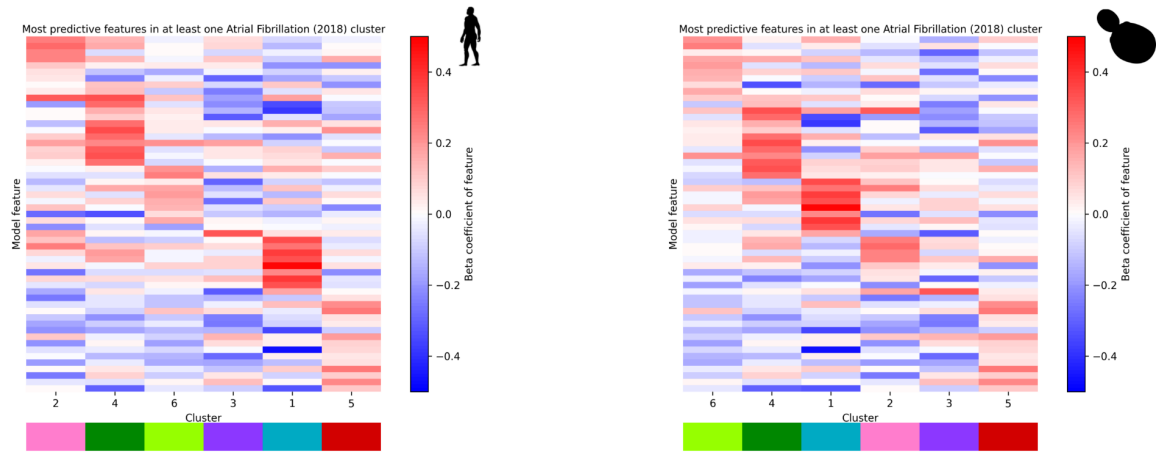 Most predictive features in at least one Atrial Fibrillation (2018) cluster
Model feature
0.4
0.2
0.0
−0.2
−0.4
Beta coefficient of feature
2 4 6 3 1 5
Cluster
Most predictive features in at least one Atrial Fibrillation (2018) cluster
Model feature
0.4
0.2
0.0
−0.2
−0.4
Beta coefficient of feature
6 4 1 2 3 5
Cluster